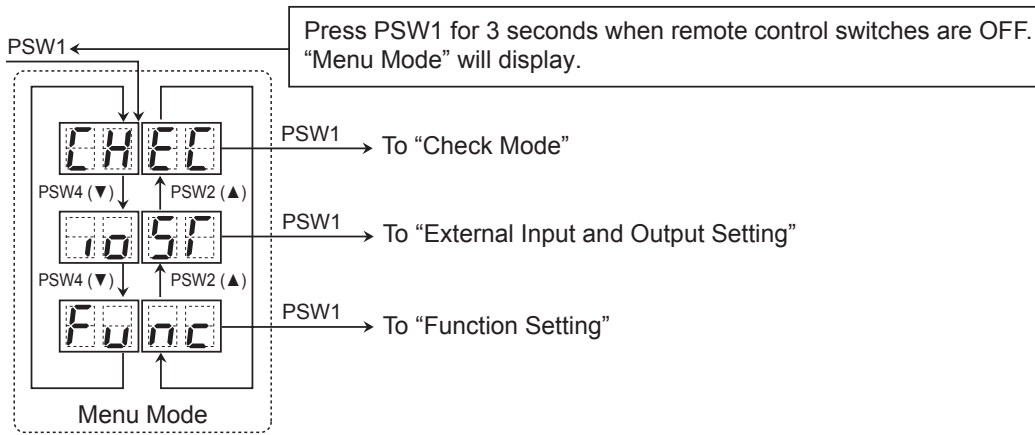 Press PSW1 for 3 seconds when remote control switches are OFF.
“Menu Mode” will display.
PSW1
CHEC
PSW1
To “Check Mode”
PSW4 (▼)
PSW2 (▲)
ioSΓ
PSW1
To “External Input and Output Setting”
PSW4 (▼)
PSW2 (▲)
Func
PSW1
To “Function Setting”
Menu Mode